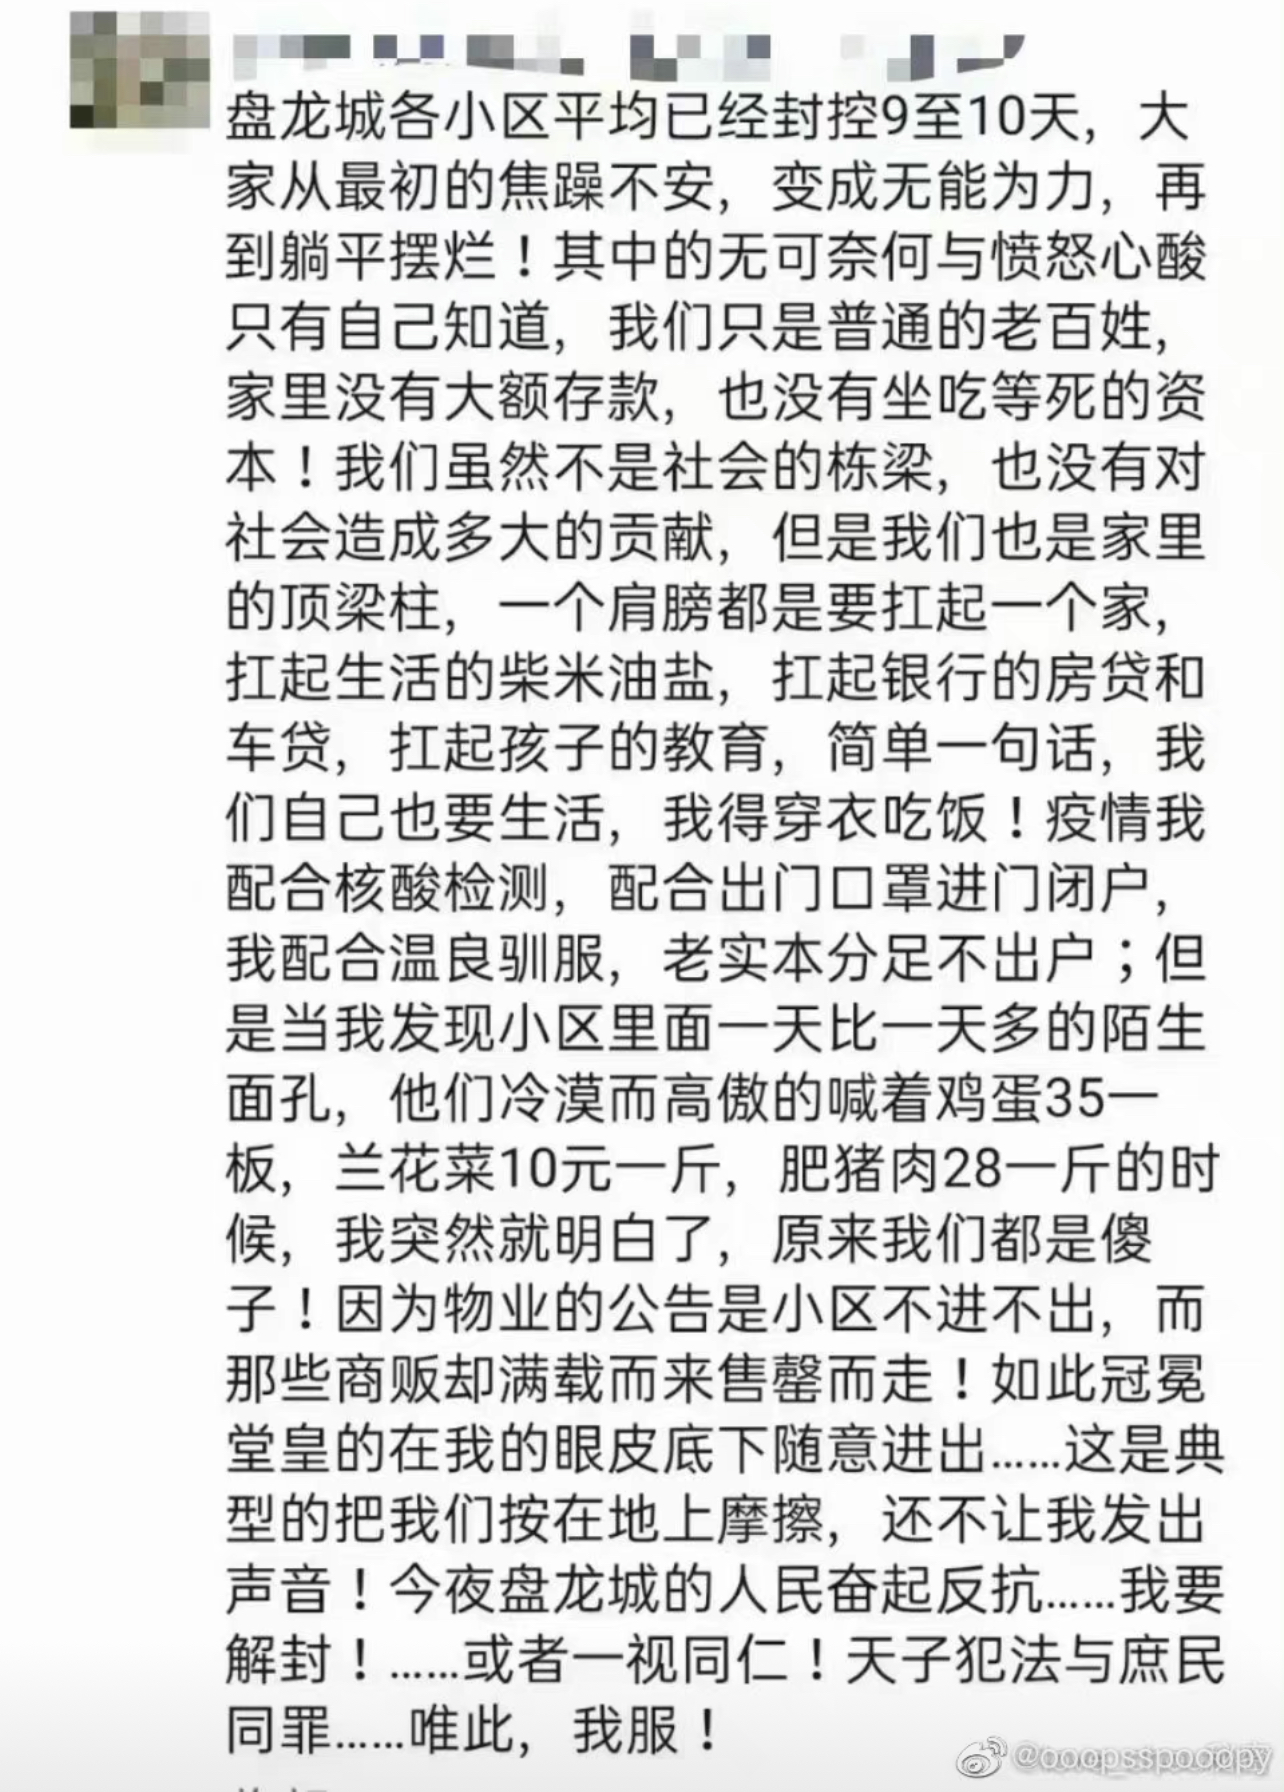 盘龙城各小区平均已经封控9至10天，大
家从最初的焦躁不安，变成无能为力，再
到躺平摆烂！其中的无可奈何与愤怒心酸
只有自己知道，我们只是普通的老百姓，
家里没有大额存款，也没有坐吃等死的资
本！我们虽然不是社会的栋梁，也没有对
社会造成多大的贡献，但是我们也是家里
的顶梁柱，一个肩膀都是要扛起一个家，
扛起生活的柴米油盐，扛起银行的房贷和
车贷，扛起孩子的教育，简单一句话，我
们自己也要生活，我得穿衣吃饭！疫情我
配合核酸检测，配合出门口罩进门闭户，
我配合温良驯服，老实本分足不出户；但
是当我发现小区里面一天比一天多的陌生
面孔，他们冷漠而高傲的喊着鸡蛋35一
板，兰花菜10元一斤，肥猪肉28一斤的时
候，我突然就明白了，原来我们都是傻
子！因为物业的公告是小区不进不出，而
那些商贩却满载而来售罄而走！如此冠冕
堂皇的在我的眼皮底下随意进出……这是典
型的把我们按在地上摩擦，还不让我发出
声音！今夜盘龙城的人民奋起反抗……我要
解封！……或者一视同仁！天子犯法与庶民
同罪……唯此，我服！